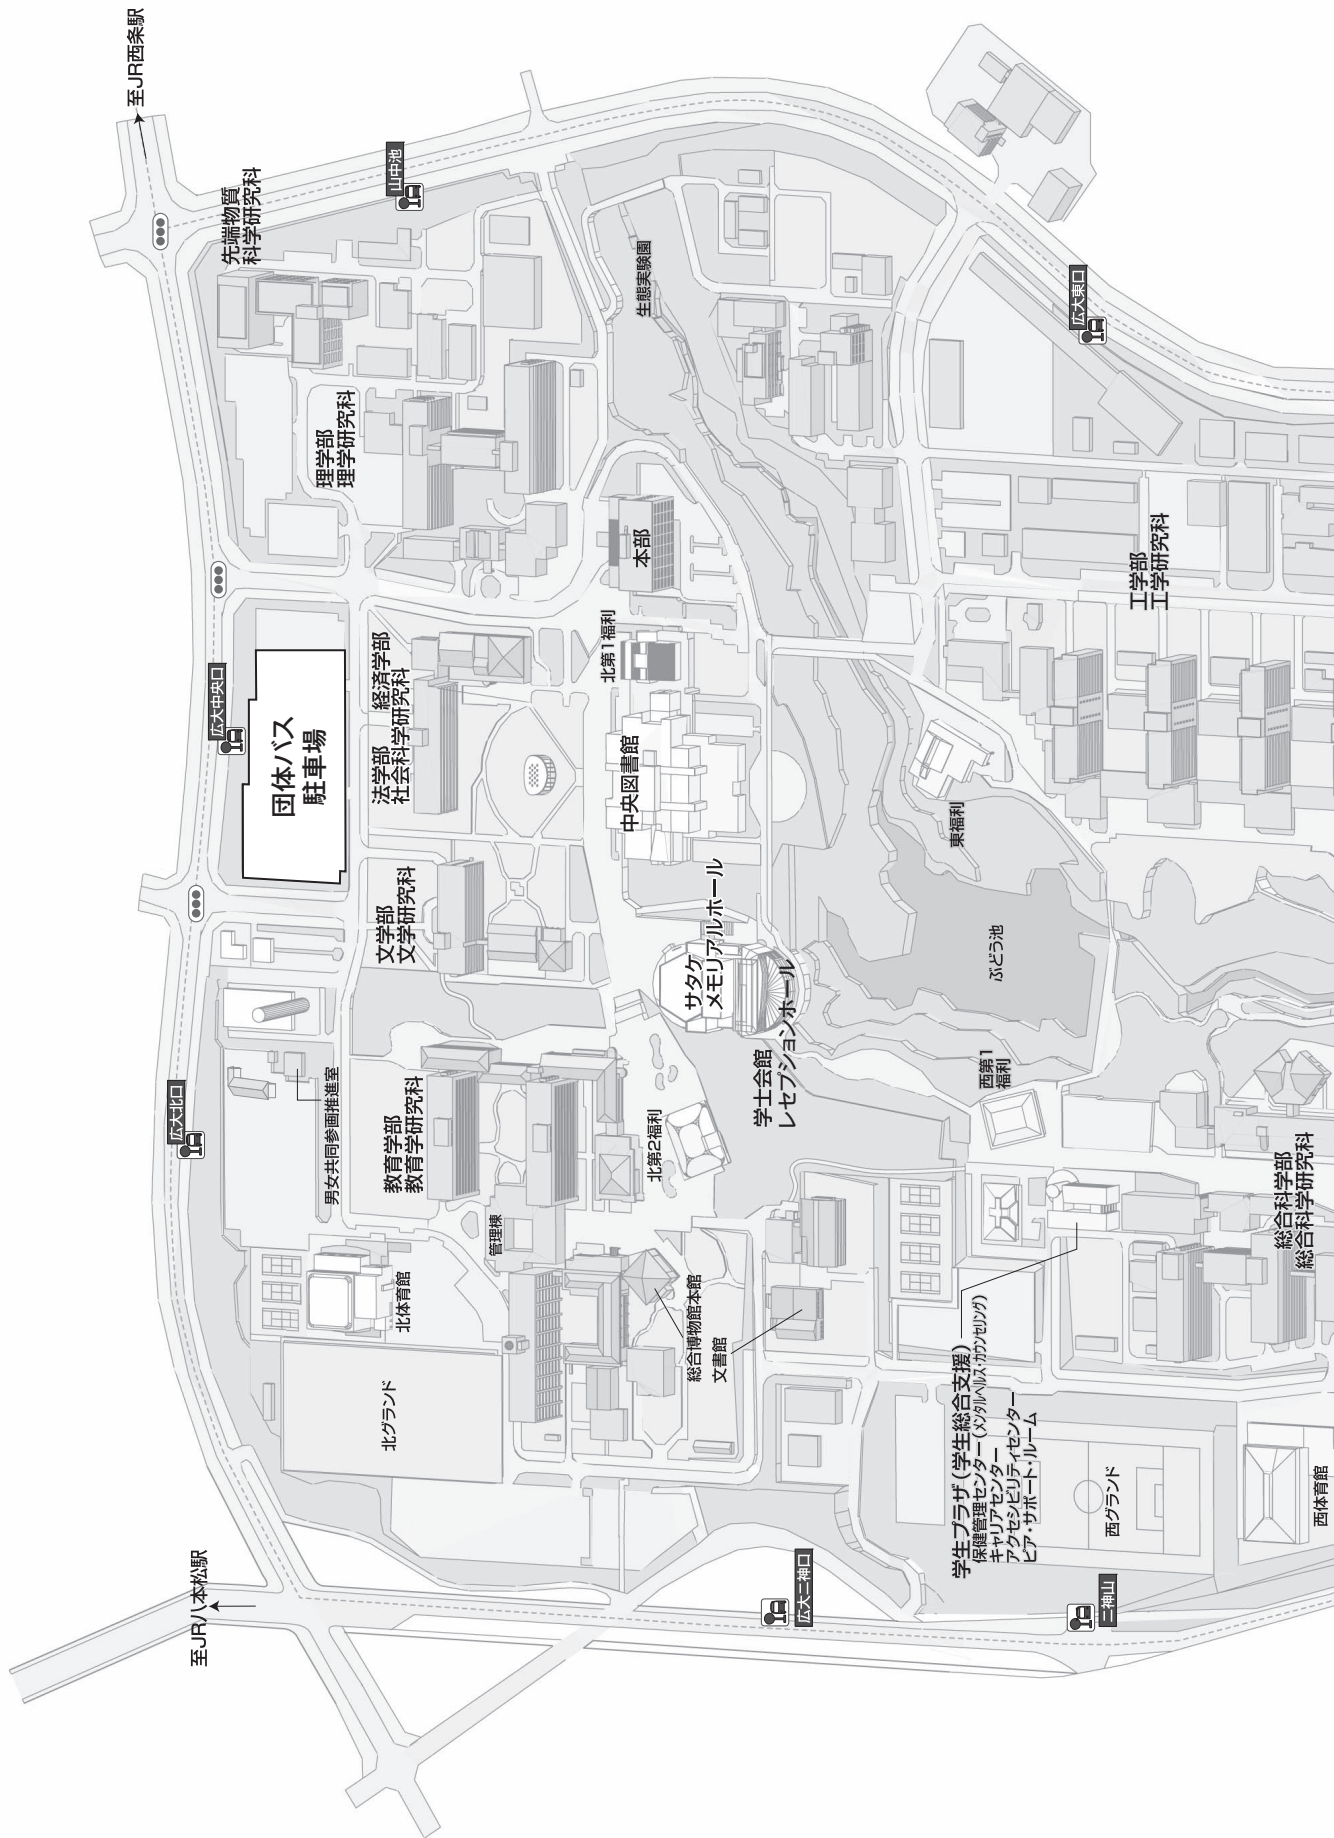 至JR八本松駅
至JR西条駅
広大北口
広大中央口
山中池
団体バス
駐車場
先端物質
科学研究科
男女共同参画推進室
北グランド
北体育館
教育学部
教育学研究科
文学部
文学研究科
法学部 経済学部
社会科学研究科
理学部
理学研究科
管理棟
総合博物館本館
文書館
北第2福利
サタケ
メモリアルホール
学士会館
レセプションホール
中央図書館
北第1福利
本部
生態実験園
広大二神口
学生プラザ（学生総合支援）
保健管理センター（メンタルヘルス・カウンセリング）
キャリアセンター
アクセシビリティセンター
ピア・サポート・ルーム
西第1
福利
ぶどう池
東福利
広大東口
二神山
西グランド
工学部
工学研究科
西体育館
総合科学部
総合科学研究科